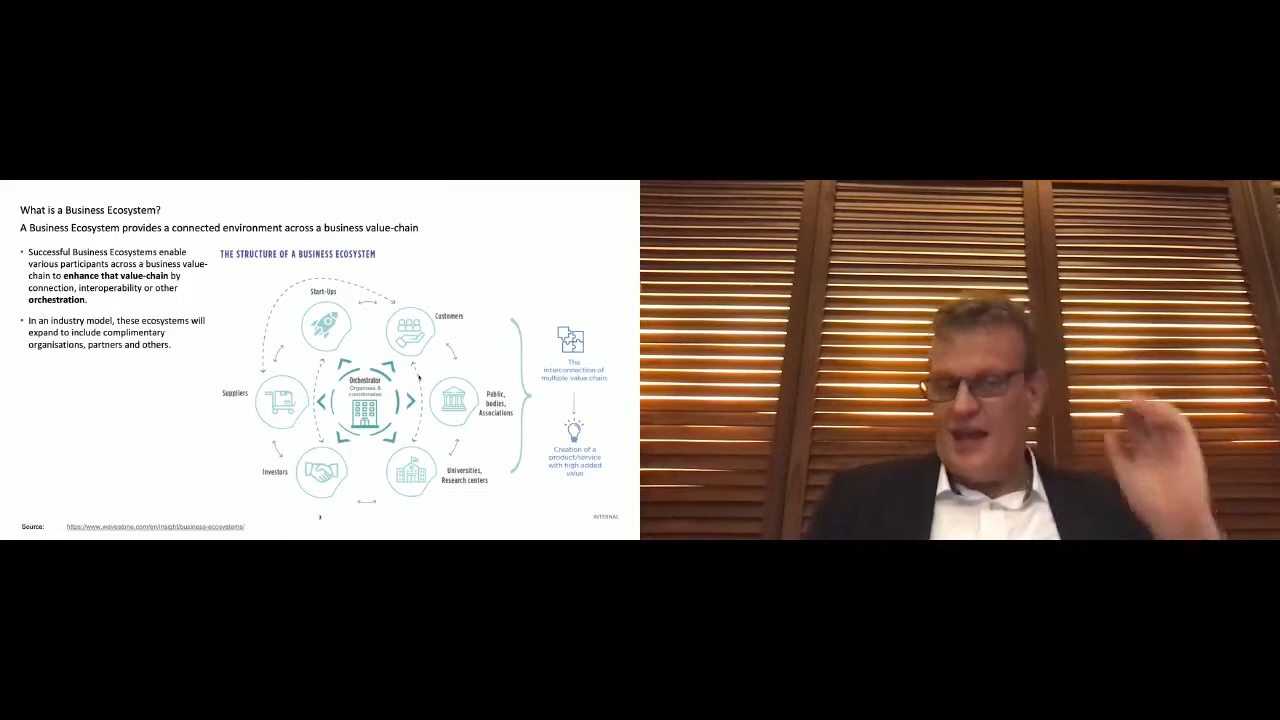 What is a Business Ecosystem?
A Business Ecosystem provides a connected environment across a business value-chain
• Successful Business Ecosystems enable
various participants across a business value-
chain to enhance that value-chain by
connection, interoperability or other
orchestration.
• In an industry model, these ecosystems will
expand to include complimentary
organisations, partners and others.
THE STRUCTURE OF A BUSINESS ECOSYSTEM
Start-Ups
Customers
Suppliers
Orchestrator
Organises &
coordinates
Public,
bodies,
Associations
Investors
Universities,
Research centers
The
interconnection of
multiple value chain
Creation of a
product/service
with high added
value
3
INTERNAL
Source:
https://www.wavestone.com/en/insight/business-ecosystems/